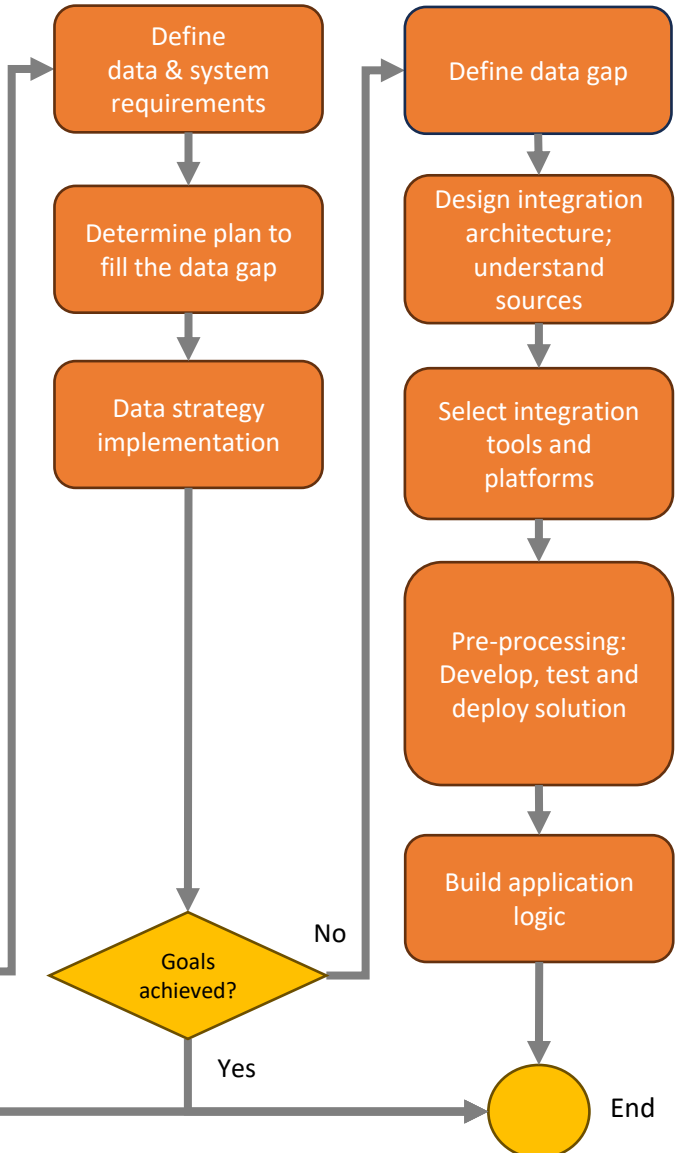 Define
data & system
requirements
Determine plan to
fill the data gap
Data strategy
implementation
Goals
achieved?
No
Yes
Define data gap
Design integration
architecture;
understand
sources
Select integration
tools and
platforms
Pre-processing:
Develop, test and
deploy solution
Build application
logic
End